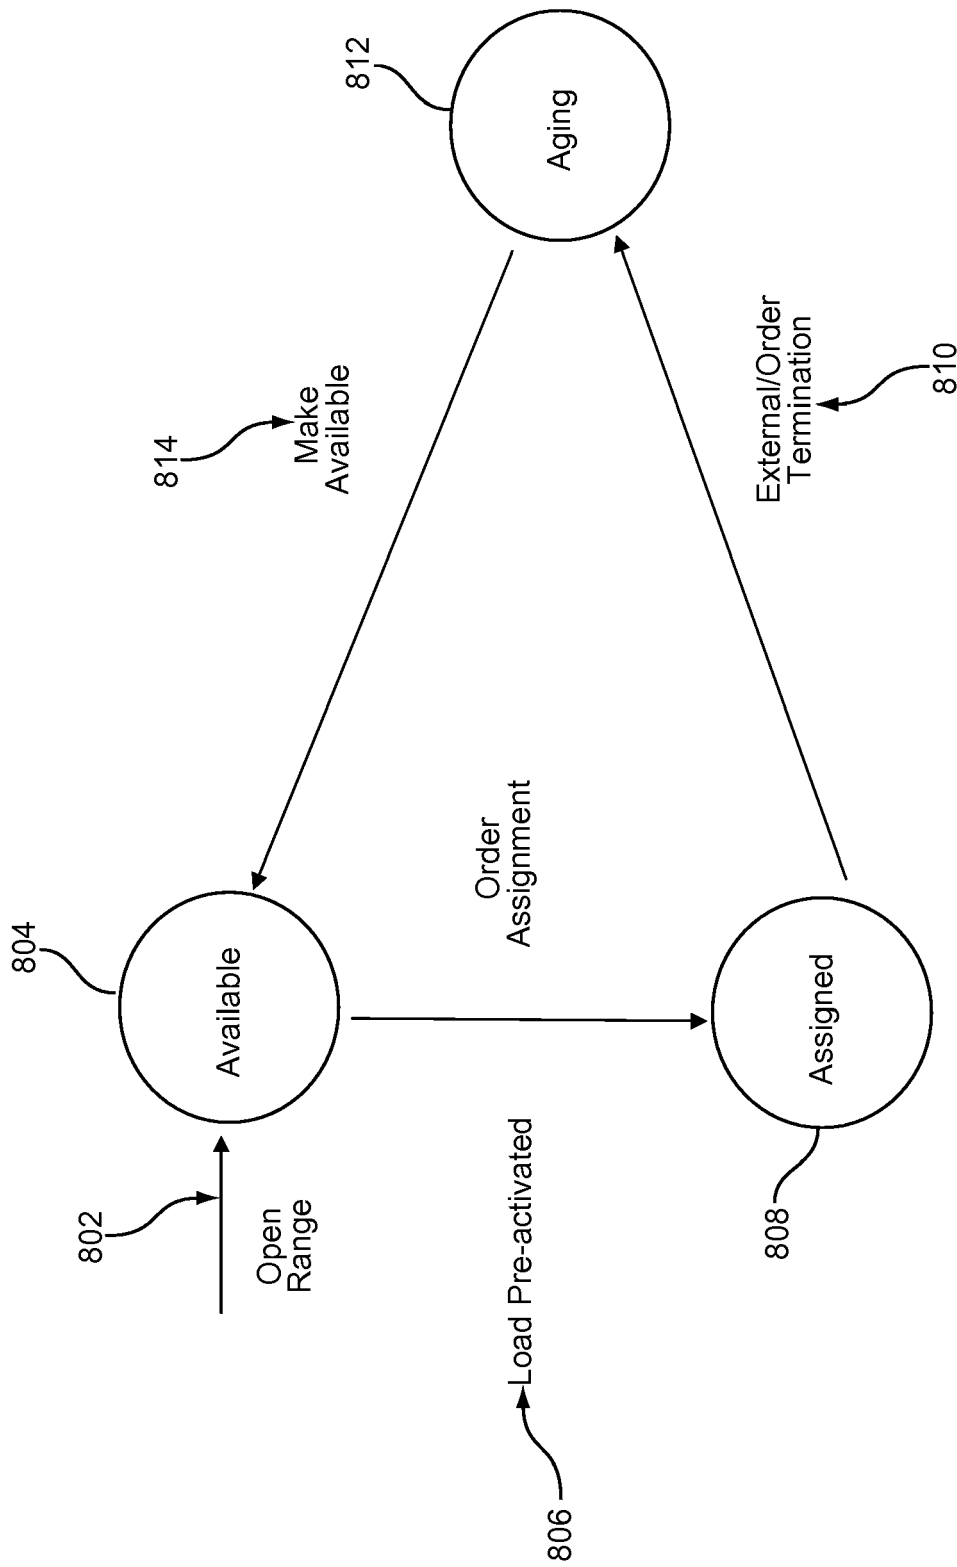 802
Open
Range
804
Available
814
Make
Available
812
Aging
806
Load Pre-activated
Order
Assignment
808
Assigned
External/Order
Termination
810